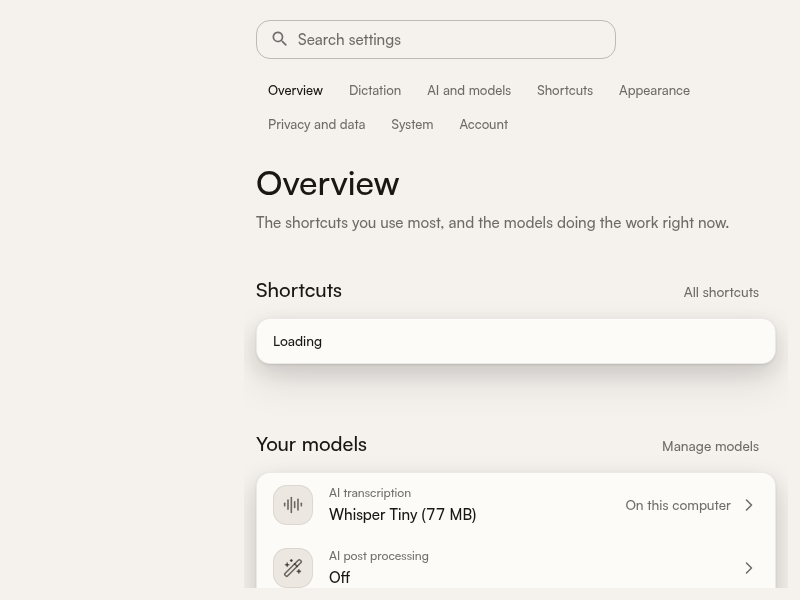 Search settings
Overview Dictation AI and models Shortcuts Appearance
Privacy and data System Account
Overview
The shortcuts you use most, and the models doing the work right now.
Shortcuts All shortcuts
Loading
Your models Manage models
AI transcription
Whisper Tiny (77 MB) On this computer
AI post processing
Off